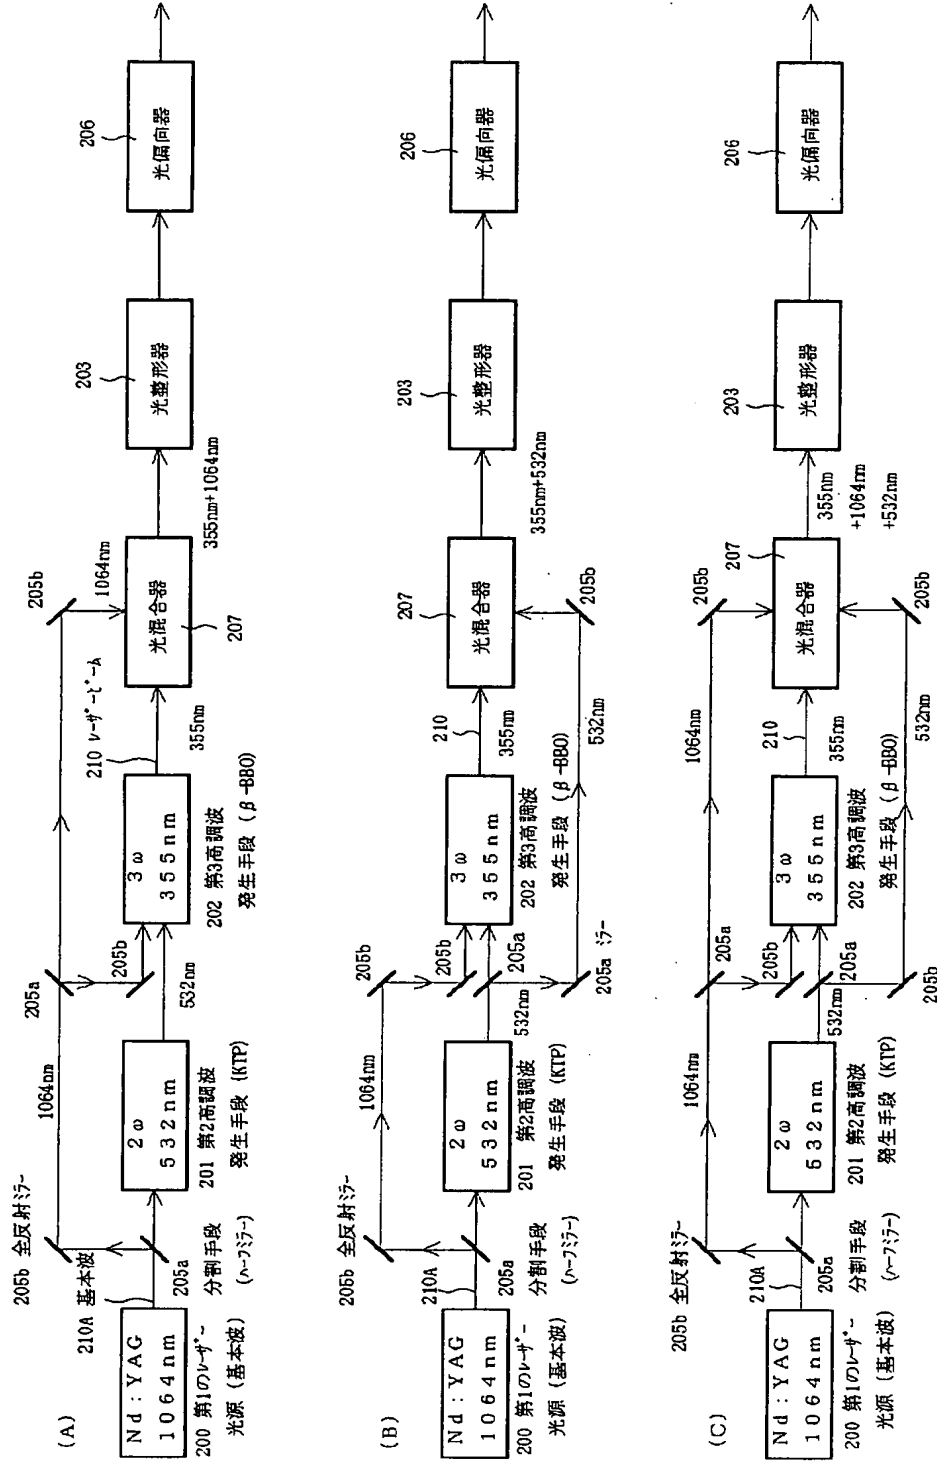 (A)
Nd:YAG
1064nm
200 第1のレーザー
光源 (基本波)
210A 基本波
205b 全反射ミラー
205a
分割手段
(ハーフミラー)
1064nm
2ω
532nm
201 第2高調波
発生手段 (KTP)
205a
205b
532nm
3ω
355nm
202 第3高調波
発生手段 (β-BBO)
210 レーザービーム
355nm
205b
1064nm
光混合器
207
355nm+1064nm
203
光整形器
206
光偏向器
(B)
Nd:YAG
1064nm
200 第1のレーザー
光源 (基本波)
210A
205b 全反射ミラー
205a
分割手段
(ハーフミラー)
1064nm
2ω
532nm
201 第2高調波
発生手段 (KTP)
205b
205b
532nm
205a
205a ミラー
3ω
355nm
202 第3高調波
発生手段 (β-BBO)
210
355nm
532nm
207
光混合器
205b
355nm+532nm
203
光整形器
206
光偏向器
(C)
Nd:YAG
1064nm
200 第1のレーザー
光源 (基本波)
210A
205b 全反射ミラー
205a
分割手段
(ハーフミラー)
1064nm
2ω
532nm
201 第2高調波
発生手段 (KTP)
205a
205b
532nm
205a
205b
3ω
355nm
202 第3高調波
発生手段 (β-BBO)
1064nm
210
355nm
532nm
205b
207
光混合器
205b
355nm
+1064nm
+532nm
203
光整形器
206
光偏向器